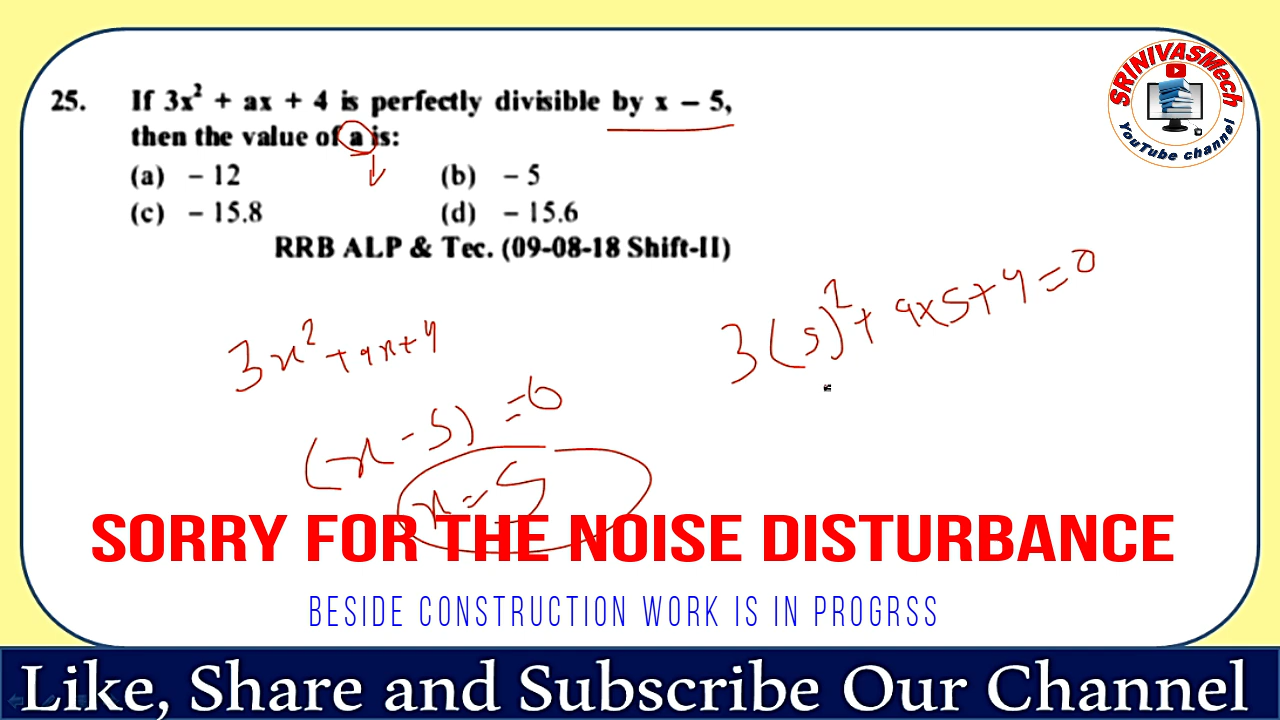 25. If 3x² + ax + 4 is perfectly divisible by x – 5,
then the value of a is:
(a) – 12 (b) – 5
(c) – 15.8 (d) – 15.6
RRB ALP & Tec. (09-08-18 Shift-II)
SRINIVASMech
YouTube channel
3x² + ax + 4
(x - 5) = 0
x = 5
3(5)² + a x 5 + 4 = 0
SORRY FOR THE NOISE DISTURBANCE
BESIDE CONSTRUCTION WORK IS IN PROGRSS
Like, Share and Subscribe Our Channel